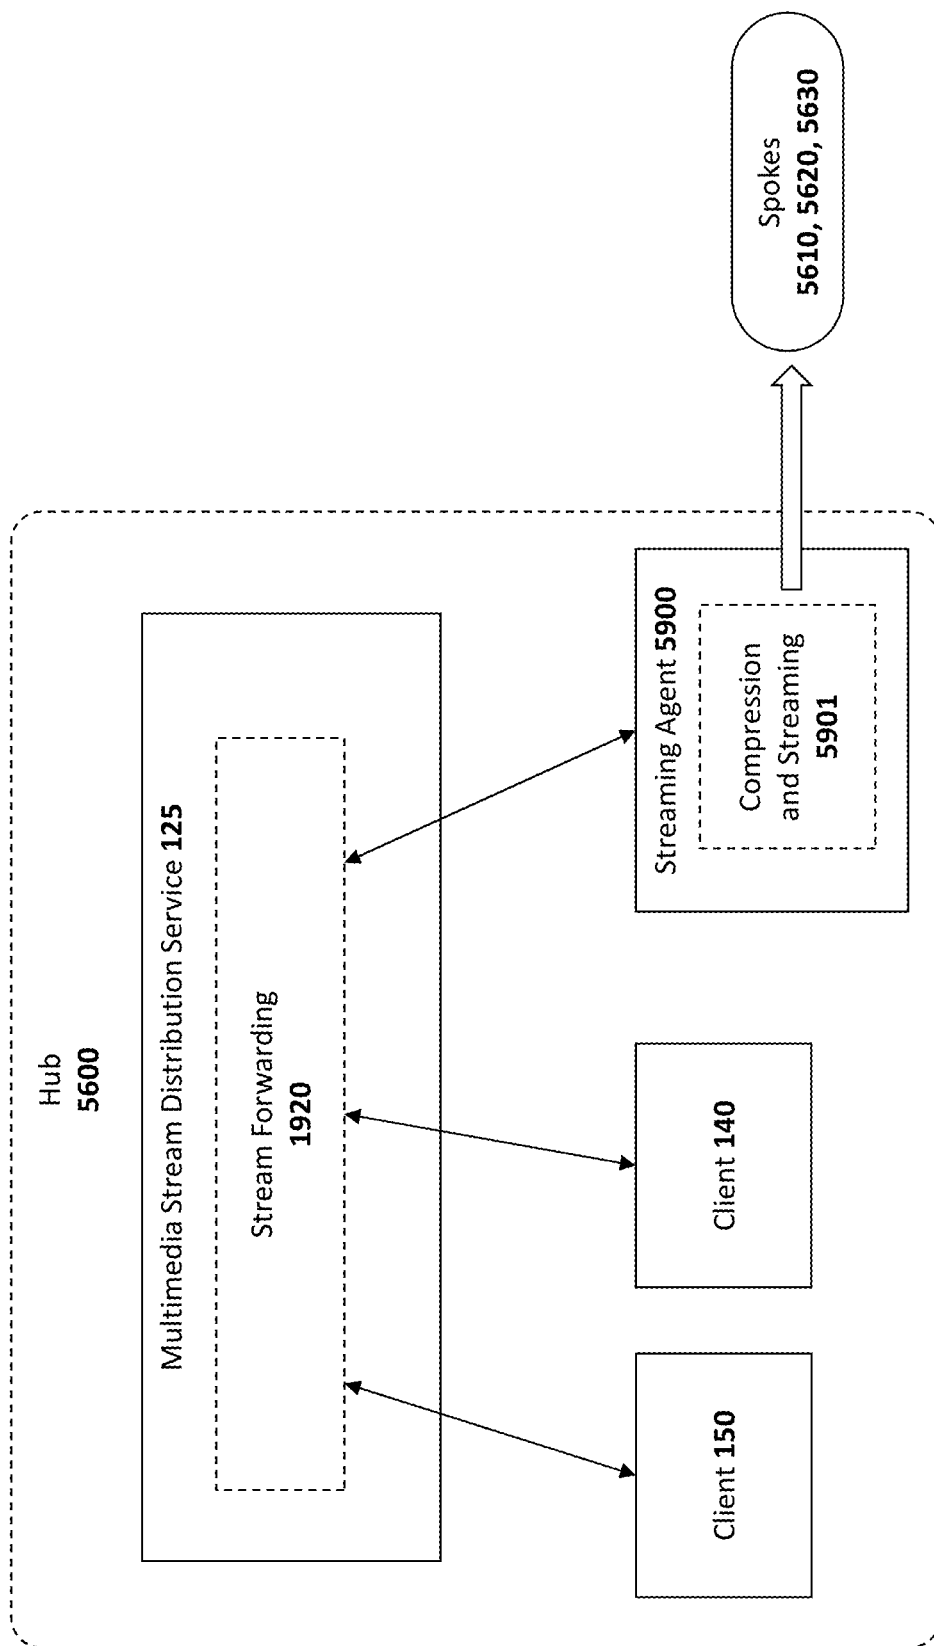 Hub
5600
Multimedia Stream Distribution Service 125
Stream Forwarding
1920
Client 150
Client 140
Streaming Agent 5900
Compression
and Streaming
5901
Spokes
5610, 5620, 5630